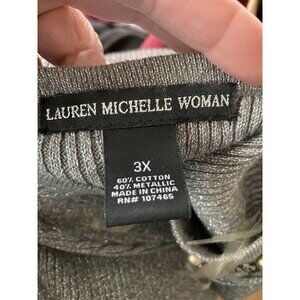 LAUREN MICHELLE WOMAN
3X
60% COTTON
40% METALLIC
MADE IN CHINA
RN# 107465